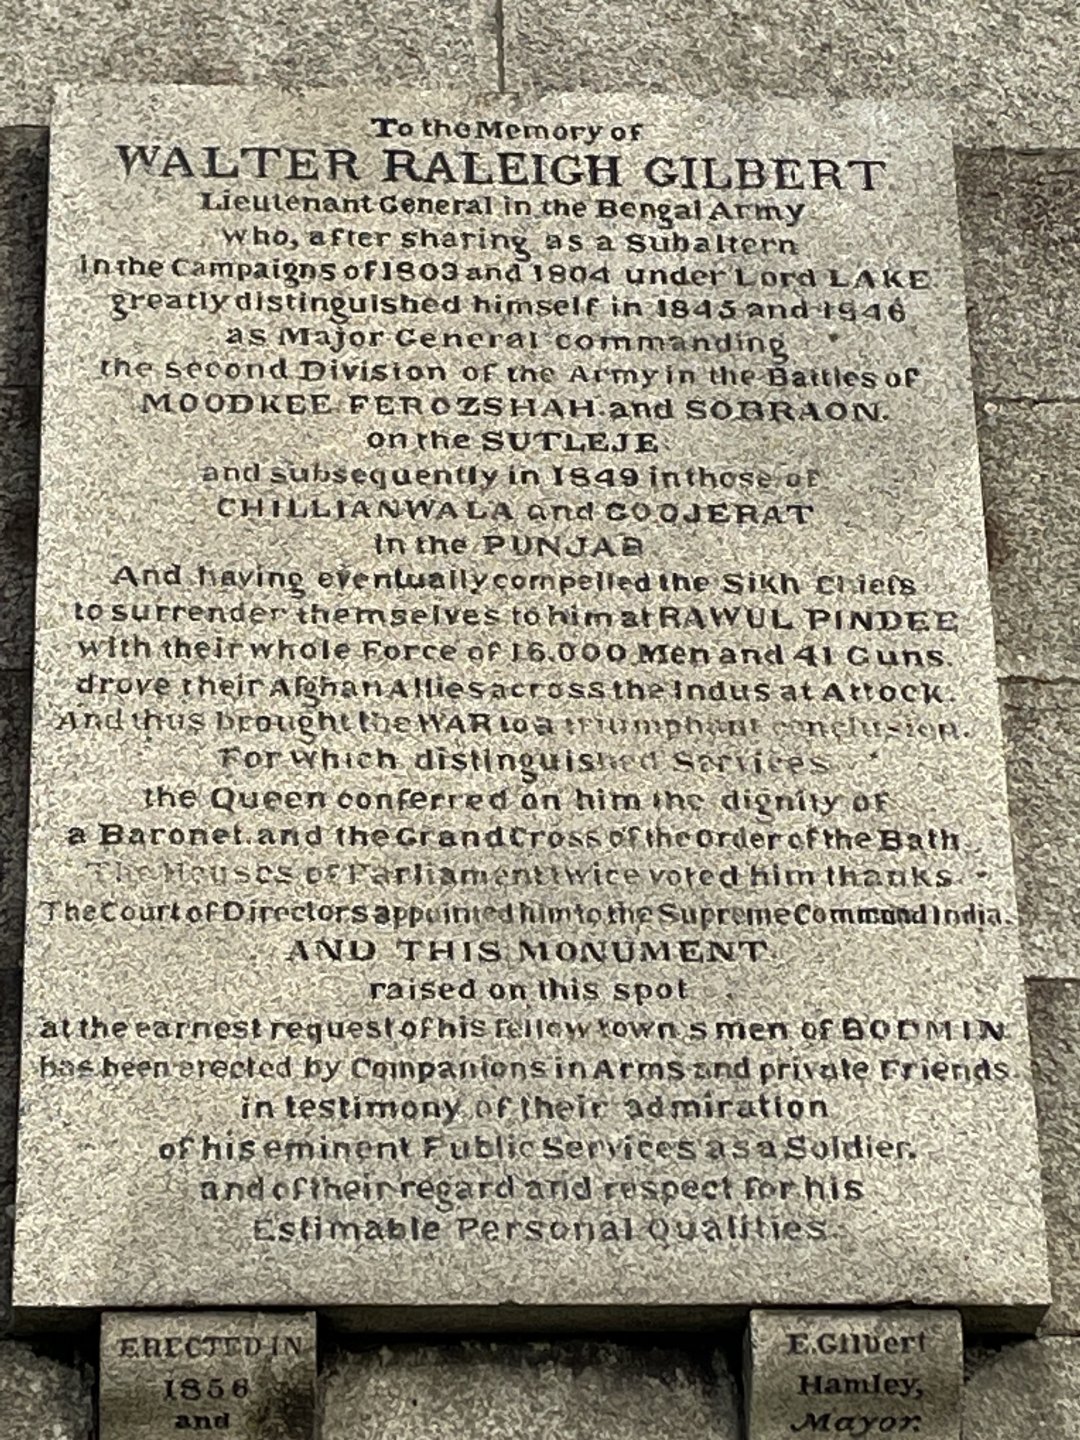 To the Memory of
WALTER RALEIGH GILBERT
Lieutenant General in the Bengal Army
who, after sharing as a Subaltern
in the Campaigns of 1803 and 1804 under Lord LAKE
greatly distinguished himself in 1845 and 1846
as Major General commanding
the second Division of the Army in the Battles of
MOODKEE FEROZSHAH and SOBRAON.
on the SUTLEJE
and subsequently in 1849 in those of
CHILLIANWALA and GOOJERAT
in the PUNJAB
And having eventually compelled the Sikh Chiefs
to surrender themselves to him at RAWUL PINDEE
with their whole Force of 16.000 Men and 41 Guns.
drove their Afghan Allies across the Indus at Attock.
And thus brought the WAR to a triumphant conclusion.
For which distinguished Services
the Queen conferred on him the dignity of
a Baronet. and the Grand Cross of the Order of the Bath
The Houses of Parliament twice voted him thanks
The Court of Directors appointed him to the Supreme Command India.
AND THIS MONUMENT
raised on this spot
at the earnest request of his fellow towns men of BODMIN
has been erected by Companions in Arms and private Friends
in testimony of their admiration
of his eminent Public Services as a Soldier.
and of their regard and respect for his
Estimable Personal Qualities
ERECTED IN
1856
and
E. Gilbert
Hamley,
Mayor.